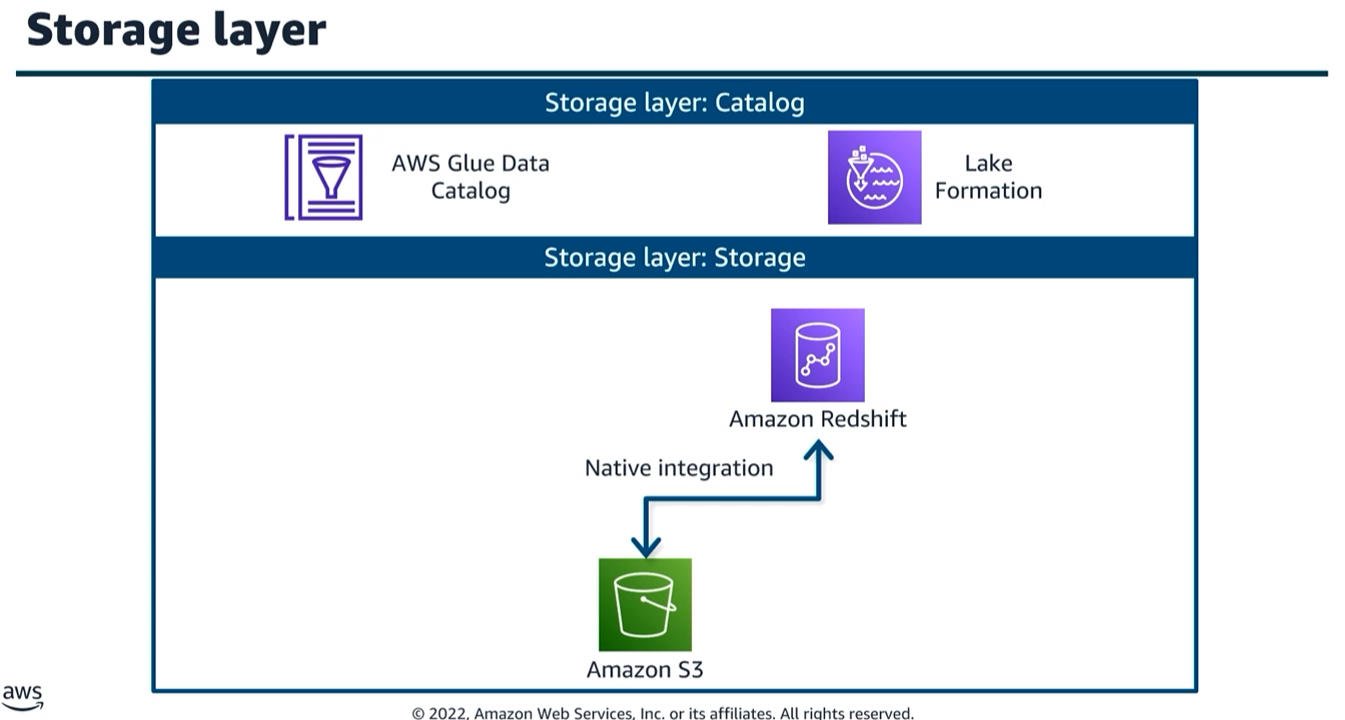 Storage layer
Storage layer: Catalog
AWS Glue Data
Catalog
Lake
Formation
Storage layer: Storage
Amazon Redshift
Native integration
Amazon S3
aws
© 2022, Amazon Web Services, Inc. or its affiliates. All rights reserved.